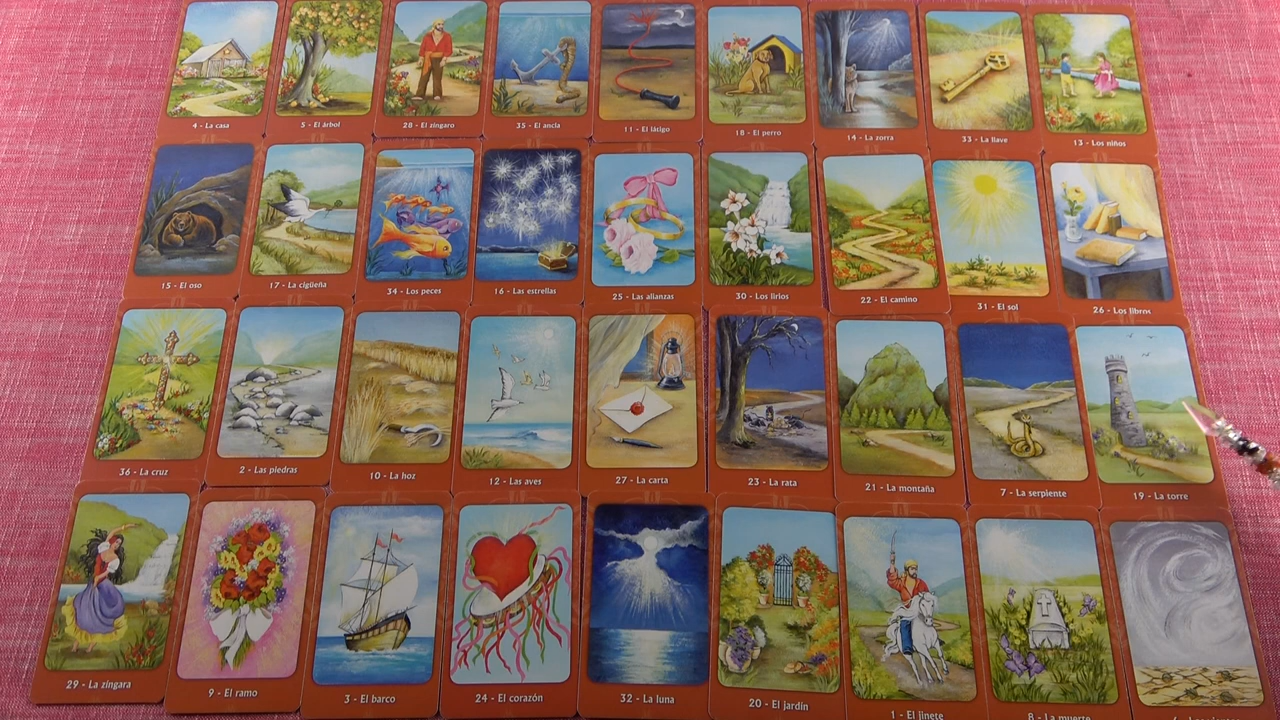 4 - La casa
5 - El árbol
28 - El zíngaro
35 - El ancla
11 - El látigo
18 - El perro
14 - La zorra
33 - La llave
13 - Los niños
15 - El oso
17 - La cigüeña
34 - Los peces
16 - Las estrellas
25 - Las alianzas
30 - Los lirios
22 - El camino
31 - El sol
26 - Los libros
36 - La cruz
2 - Las piedras
10 - La hoz
12 - Las aves
27 - La carta
23 - La rata
21 - La montaña
7 - La serpiente
19 - La torre
29 - La zíngara
9 - El ramo
3 - El barco
24 - El corazón
32 - La luna
20 - El jardín
1 - El jinete
8 - La muerte